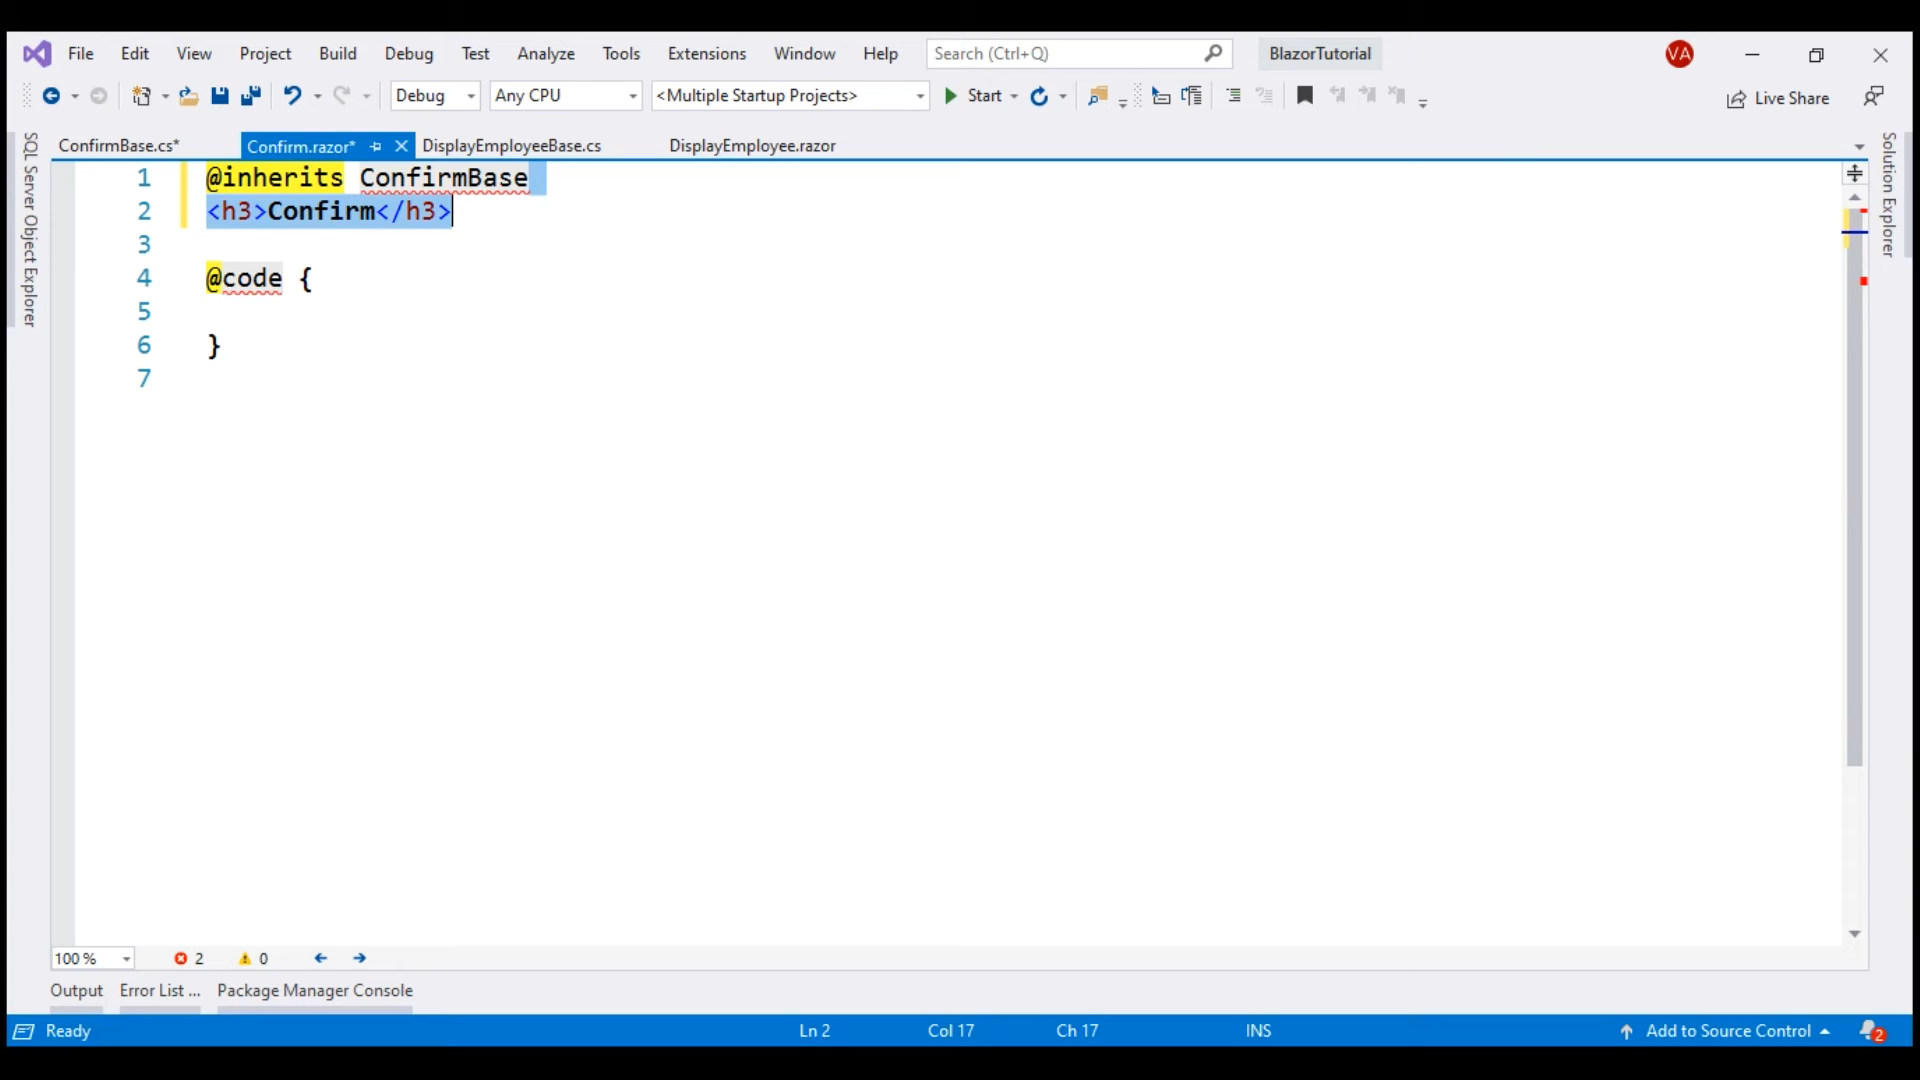 File Edit View Project Build Debug Test Analyze Tools Extensions Window Help Search (Ctrl+Q) BlazorTutorial VA
Debug Any CPU <Multiple Startup Projects> Start Live Share
SQL Server Object Explorer
ConfirmBase.cs* Confirm.razor* DisplayEmployeeBase.cs DisplayEmployee.razor
Solution Explorer
1 @inherits ConfirmBase
2 <h3>Confirm</h3>
3
4 @code {
5
6 }
7
100 % 2 0
Output Error List ... Package Manager Console
Ready Ln 2 Col 17 Ch 17 INS Add to Source Control 2